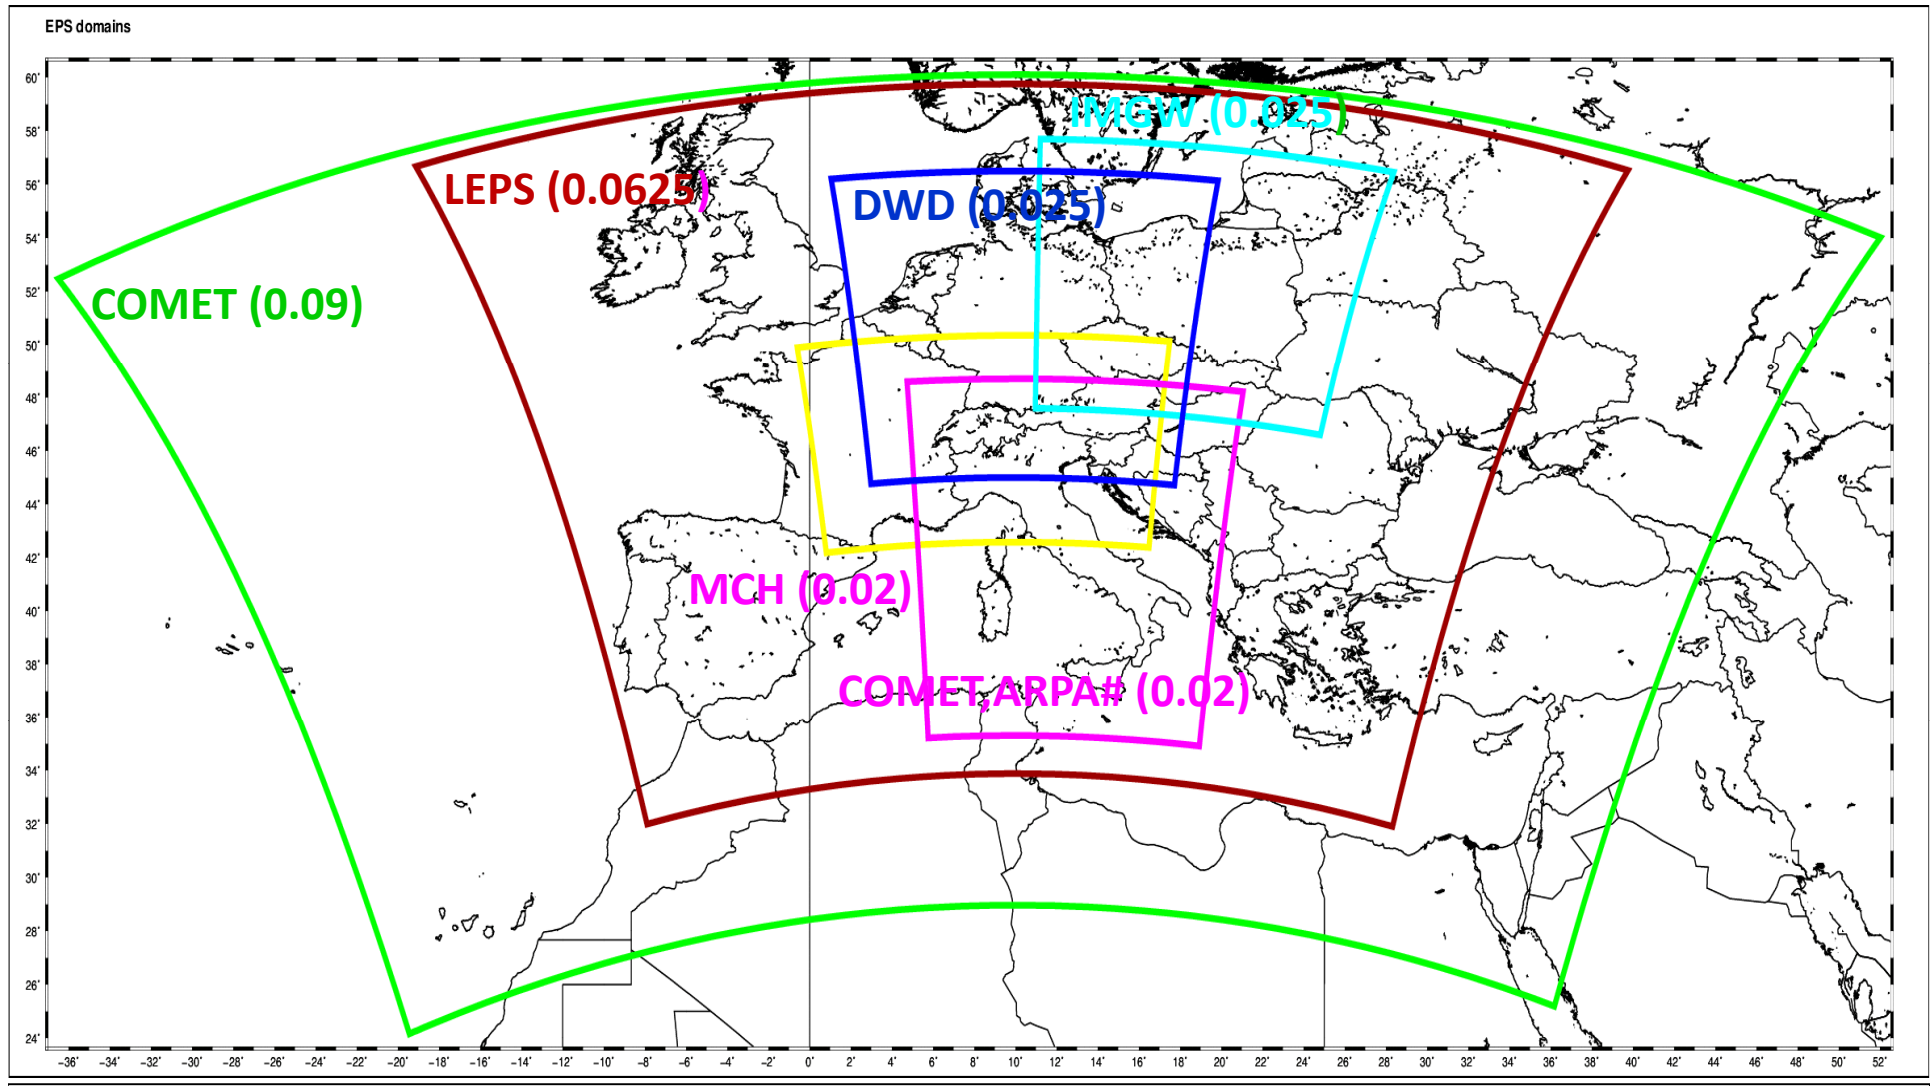 EPS domains
60°
58°
56°
54°
52°
50°
48°
46°
44°
42°
40°
38°
36°
34°
32°
30°
28°
26°
24°
IMGW (0.025)
LEPS (0.0625)
DWD (0.025)
COMET (0.09)
MCH (0.02)
COMET,ARPA# (0.02)
-36° -34° -32° -30° -28° -26° -24° -22° -20° -18° -16° -14° -12° -10° -8° -6° -4° -2° 0° 2° 4° 6° 8° 10° 12° 14° 16° 18° 20° 22° 24° 26° 28° 30° 32° 34° 36° 38° 40° 42° 44° 46° 48° 50° 52°